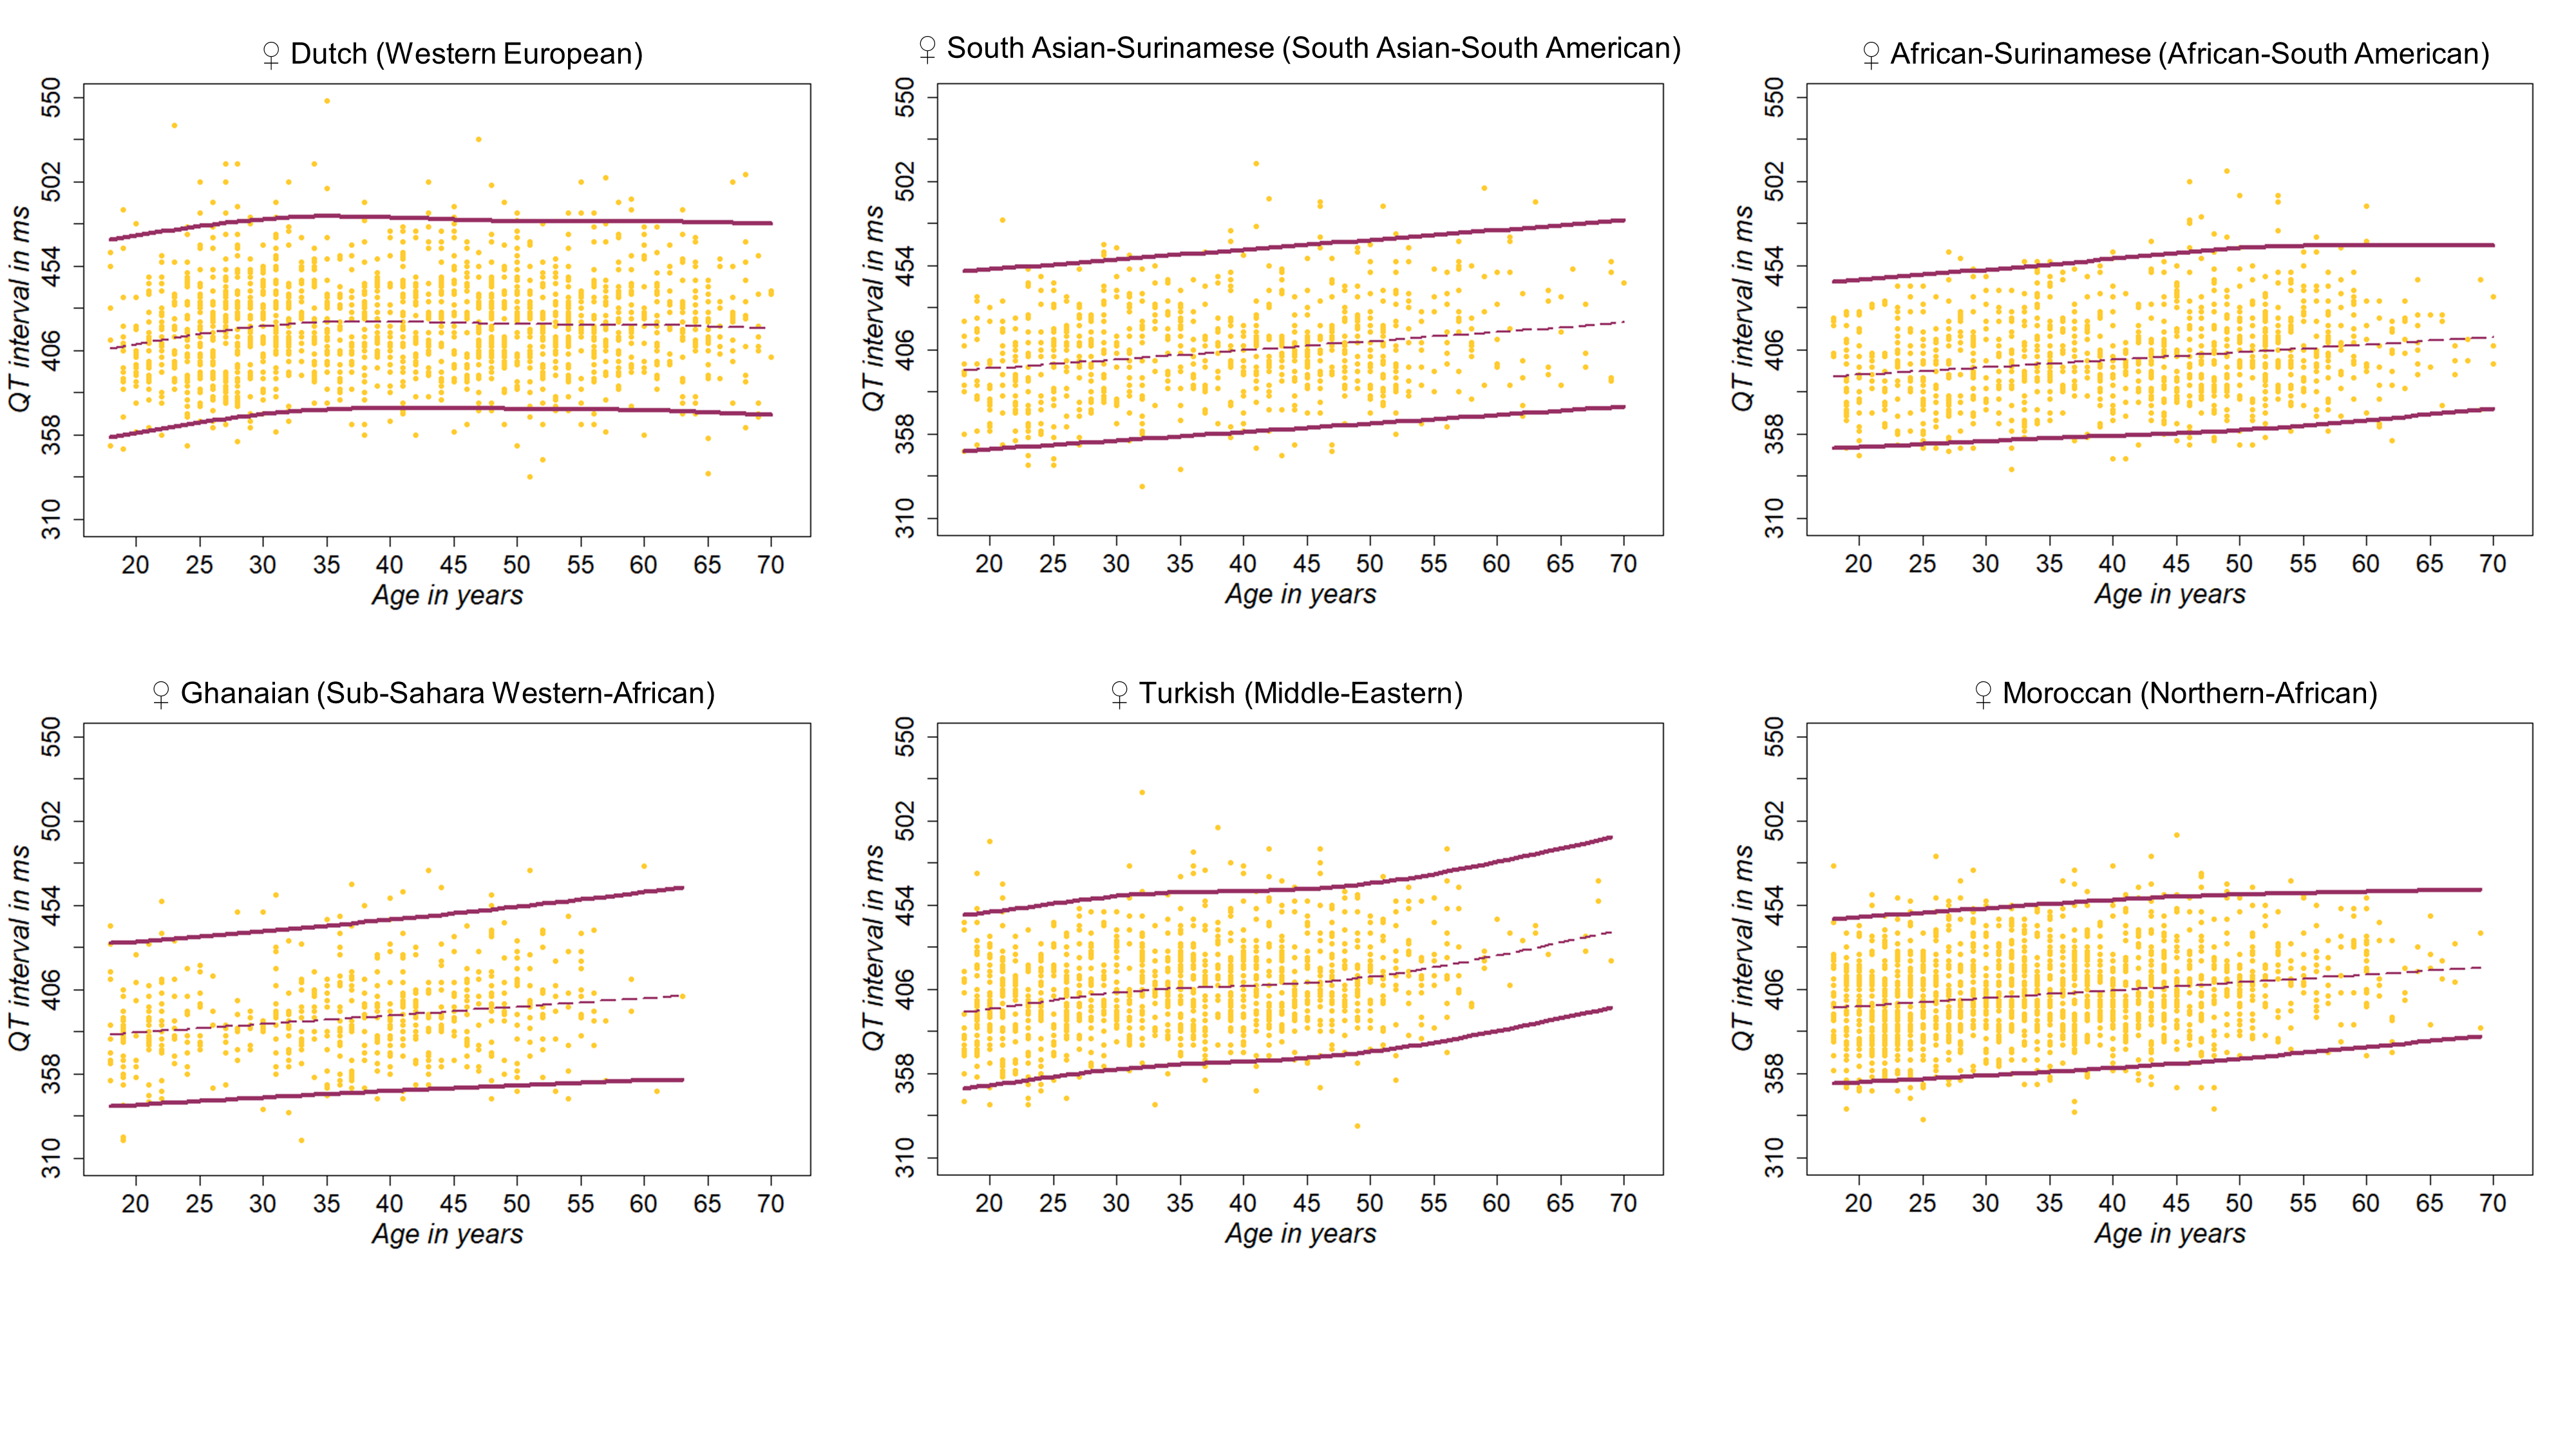 ♀ Dutch (Western European)
550
502
454
406
358
310
QT interval in ms
20 25 30 35 40 45 50 55 60 65 70
Age in years
♀ South Asian-Surinamese (South Asian-South American)
550
502
454
406
358
310
QT interval in ms
20 25 30 35 40 45 50 55 60 65 70
Age in years
♀ African-Surinamese (African-South American)
550
502
454
406
358
310
QT interval in ms
20 25 30 35 40 45 50 55 60 65 70
Age in years
♀ Ghanaian (Sub-Sahara Western-African)
550
502
454
406
358
310
QT interval in ms
20 25 30 35 40 45 50 55 60 65 70
Age in years
♀ Turkish (Middle-Eastern)
550
502
454
406
358
310
QT interval in ms
20 25 30 35 40 45 50 55 60 65 70
Age in years
♀ Moroccan (Northern-African)
550
502
454
406
358
310
QT interval in ms
20 25 30 35 40 45 50 55 60 65 70
Age in years